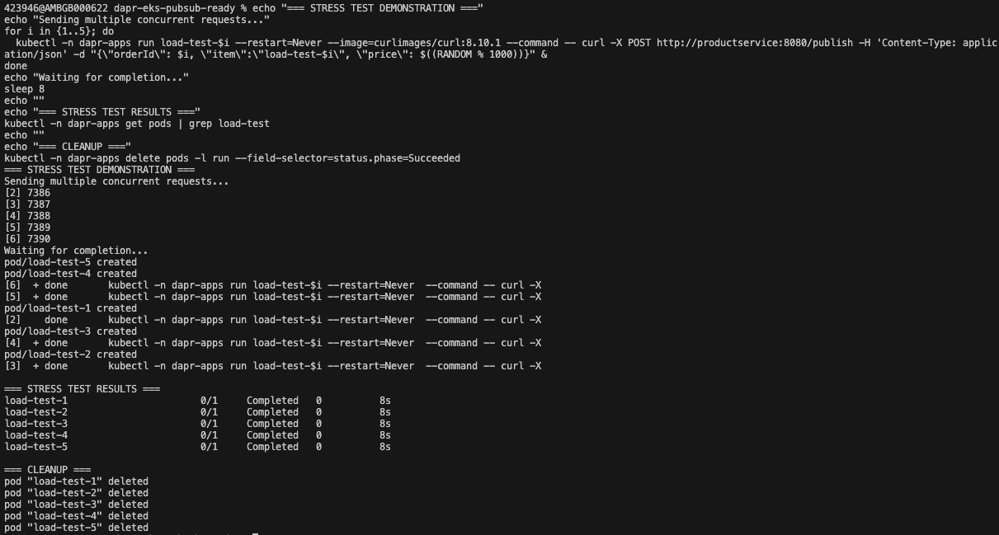 423946@AMBGB000622 dapr-eks-pubsub-ready % echo "=== STRESS TEST DEMONSTRATION ==="
echo "Sending multiple concurrent requests..."
for i in {1..5}; do
  kubectl -n dapr-apps run load-test-$i --restart=Never --image=curlimages/curl:8.10.1 --command -- curl -X POST http://productservice:8080/publish -H 'Content-Type: applic
ation/json' -d "{\"orderId\": $i, \"item\":\"load-test-$i\", \"price\": $((RANDOM % 1000))}" &
done
echo "Waiting for completion..."
sleep 8
echo ""
echo "=== STRESS TEST RESULTS ==="
kubectl -n dapr-apps get pods | grep load-test
echo ""
echo "=== CLEANUP ==="
kubectl -n dapr-apps delete pods -l run --field-selector=status.phase=Succeeded
=== STRESS TEST DEMONSTRATION ===
Sending multiple concurrent requests...
[2] 7386
[3] 7387
[4] 7388
[5] 7389
[6] 7390
Waiting for completion...
pod/load-test-5 created
pod/load-test-4 created
[6]  + done       kubectl -n dapr-apps run load-test-$i --restart=Never  --command -- curl -X
[5]  + done       kubectl -n dapr-apps run load-test-$i --restart=Never  --command -- curl -X
pod/load-test-1 created
[2]    done       kubectl -n dapr-apps run load-test-$i --restart=Never  --command -- curl -X
pod/load-test-3 created
[4]  + done       kubectl -n dapr-apps run load-test-$i --restart=Never  --command -- curl -X
pod/load-test-2 created
[3]  + done       kubectl -n dapr-apps run load-test-$i --restart=Never  --command -- curl -X
=== STRESS TEST RESULTS ===
load-test-1                       0/1     Completed   0          8s
load-test-2                       0/1     Completed   0          8s
load-test-3                       0/1     Completed   0          8s
load-test-4                       0/1     Completed   0          8s
load-test-5                       0/1     Completed   0          8s
=== CLEANUP ===
pod "load-test-1" deleted
pod "load-test-2" deleted
pod "load-test-3" deleted
pod "load-test-4" deleted
pod "load-test-5" deleted